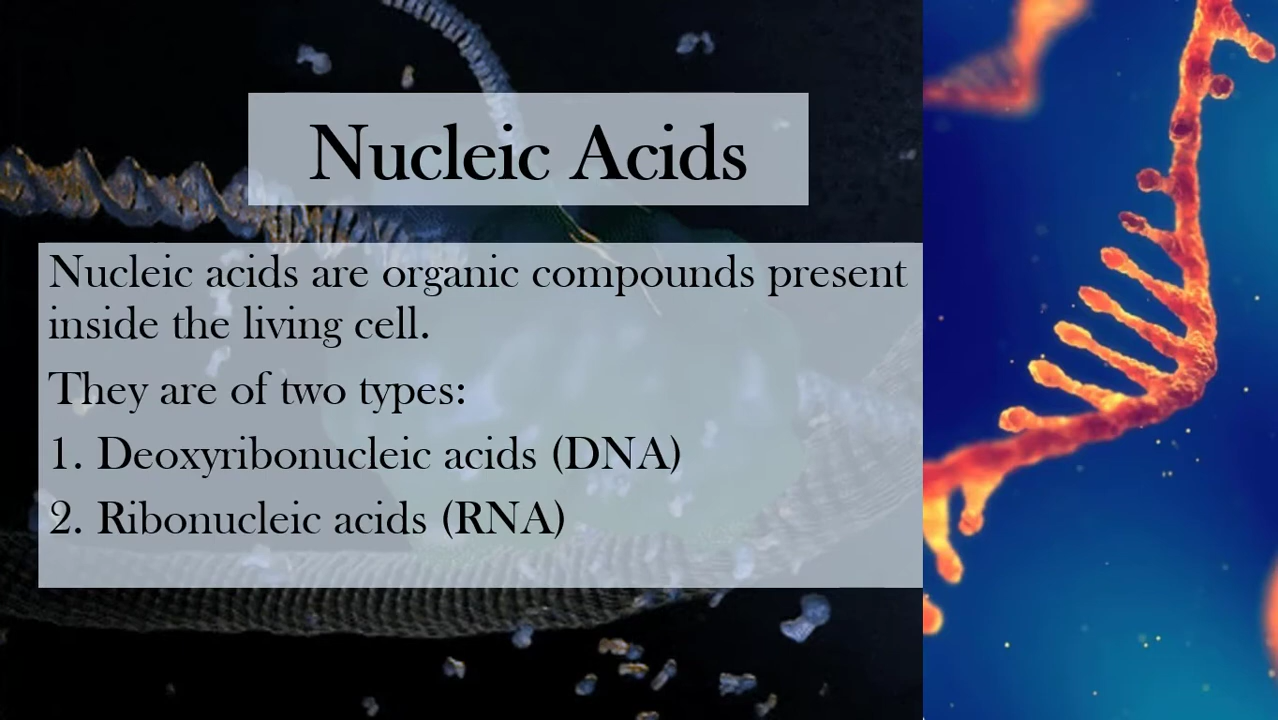 Nucleic Acids
Nucleic acids are organic compounds present
inside the living cell.
They are of two types:
1. Deoxyribonucleic acids (DNA)
2. Ribonucleic acids (RNA)